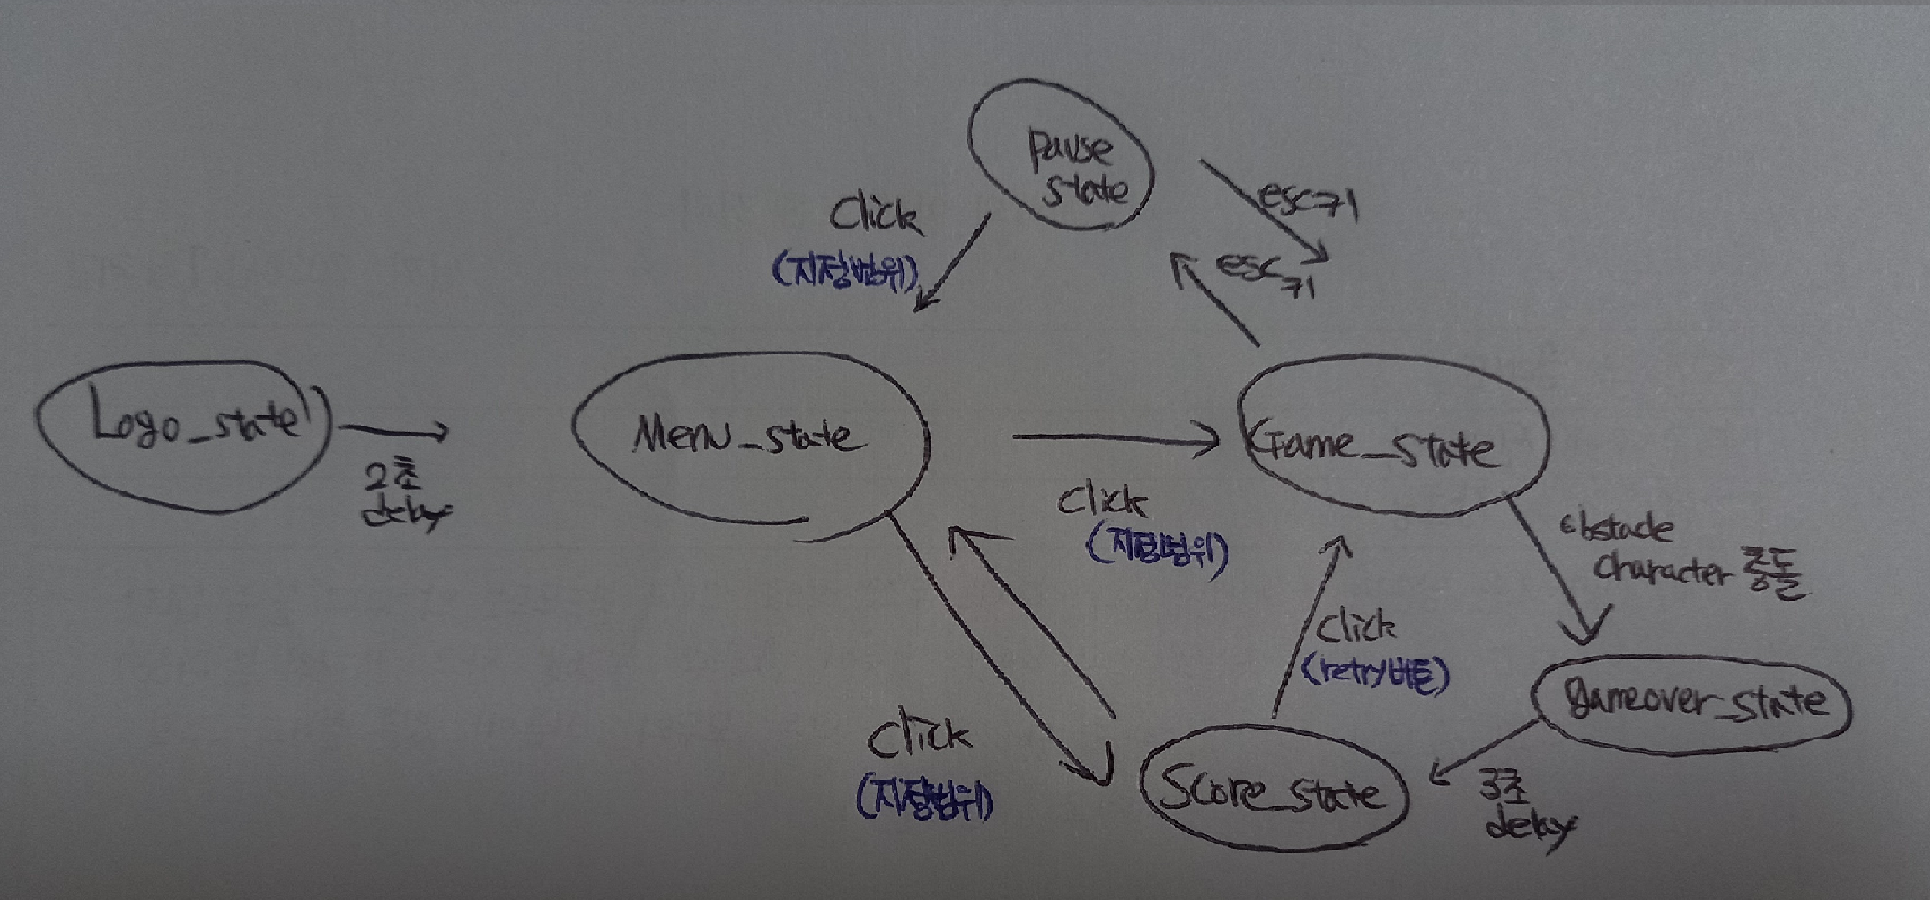 Pause
state
Click
(지정범위)
esc키
esc키
Logo_state
2초
delay
Menu_state
Click
(지정범위)
Game_state
obstacle
character 충돌
Click
(retry버튼)
gameover_state
Click
(지정범위)
Score_state
3초
delay